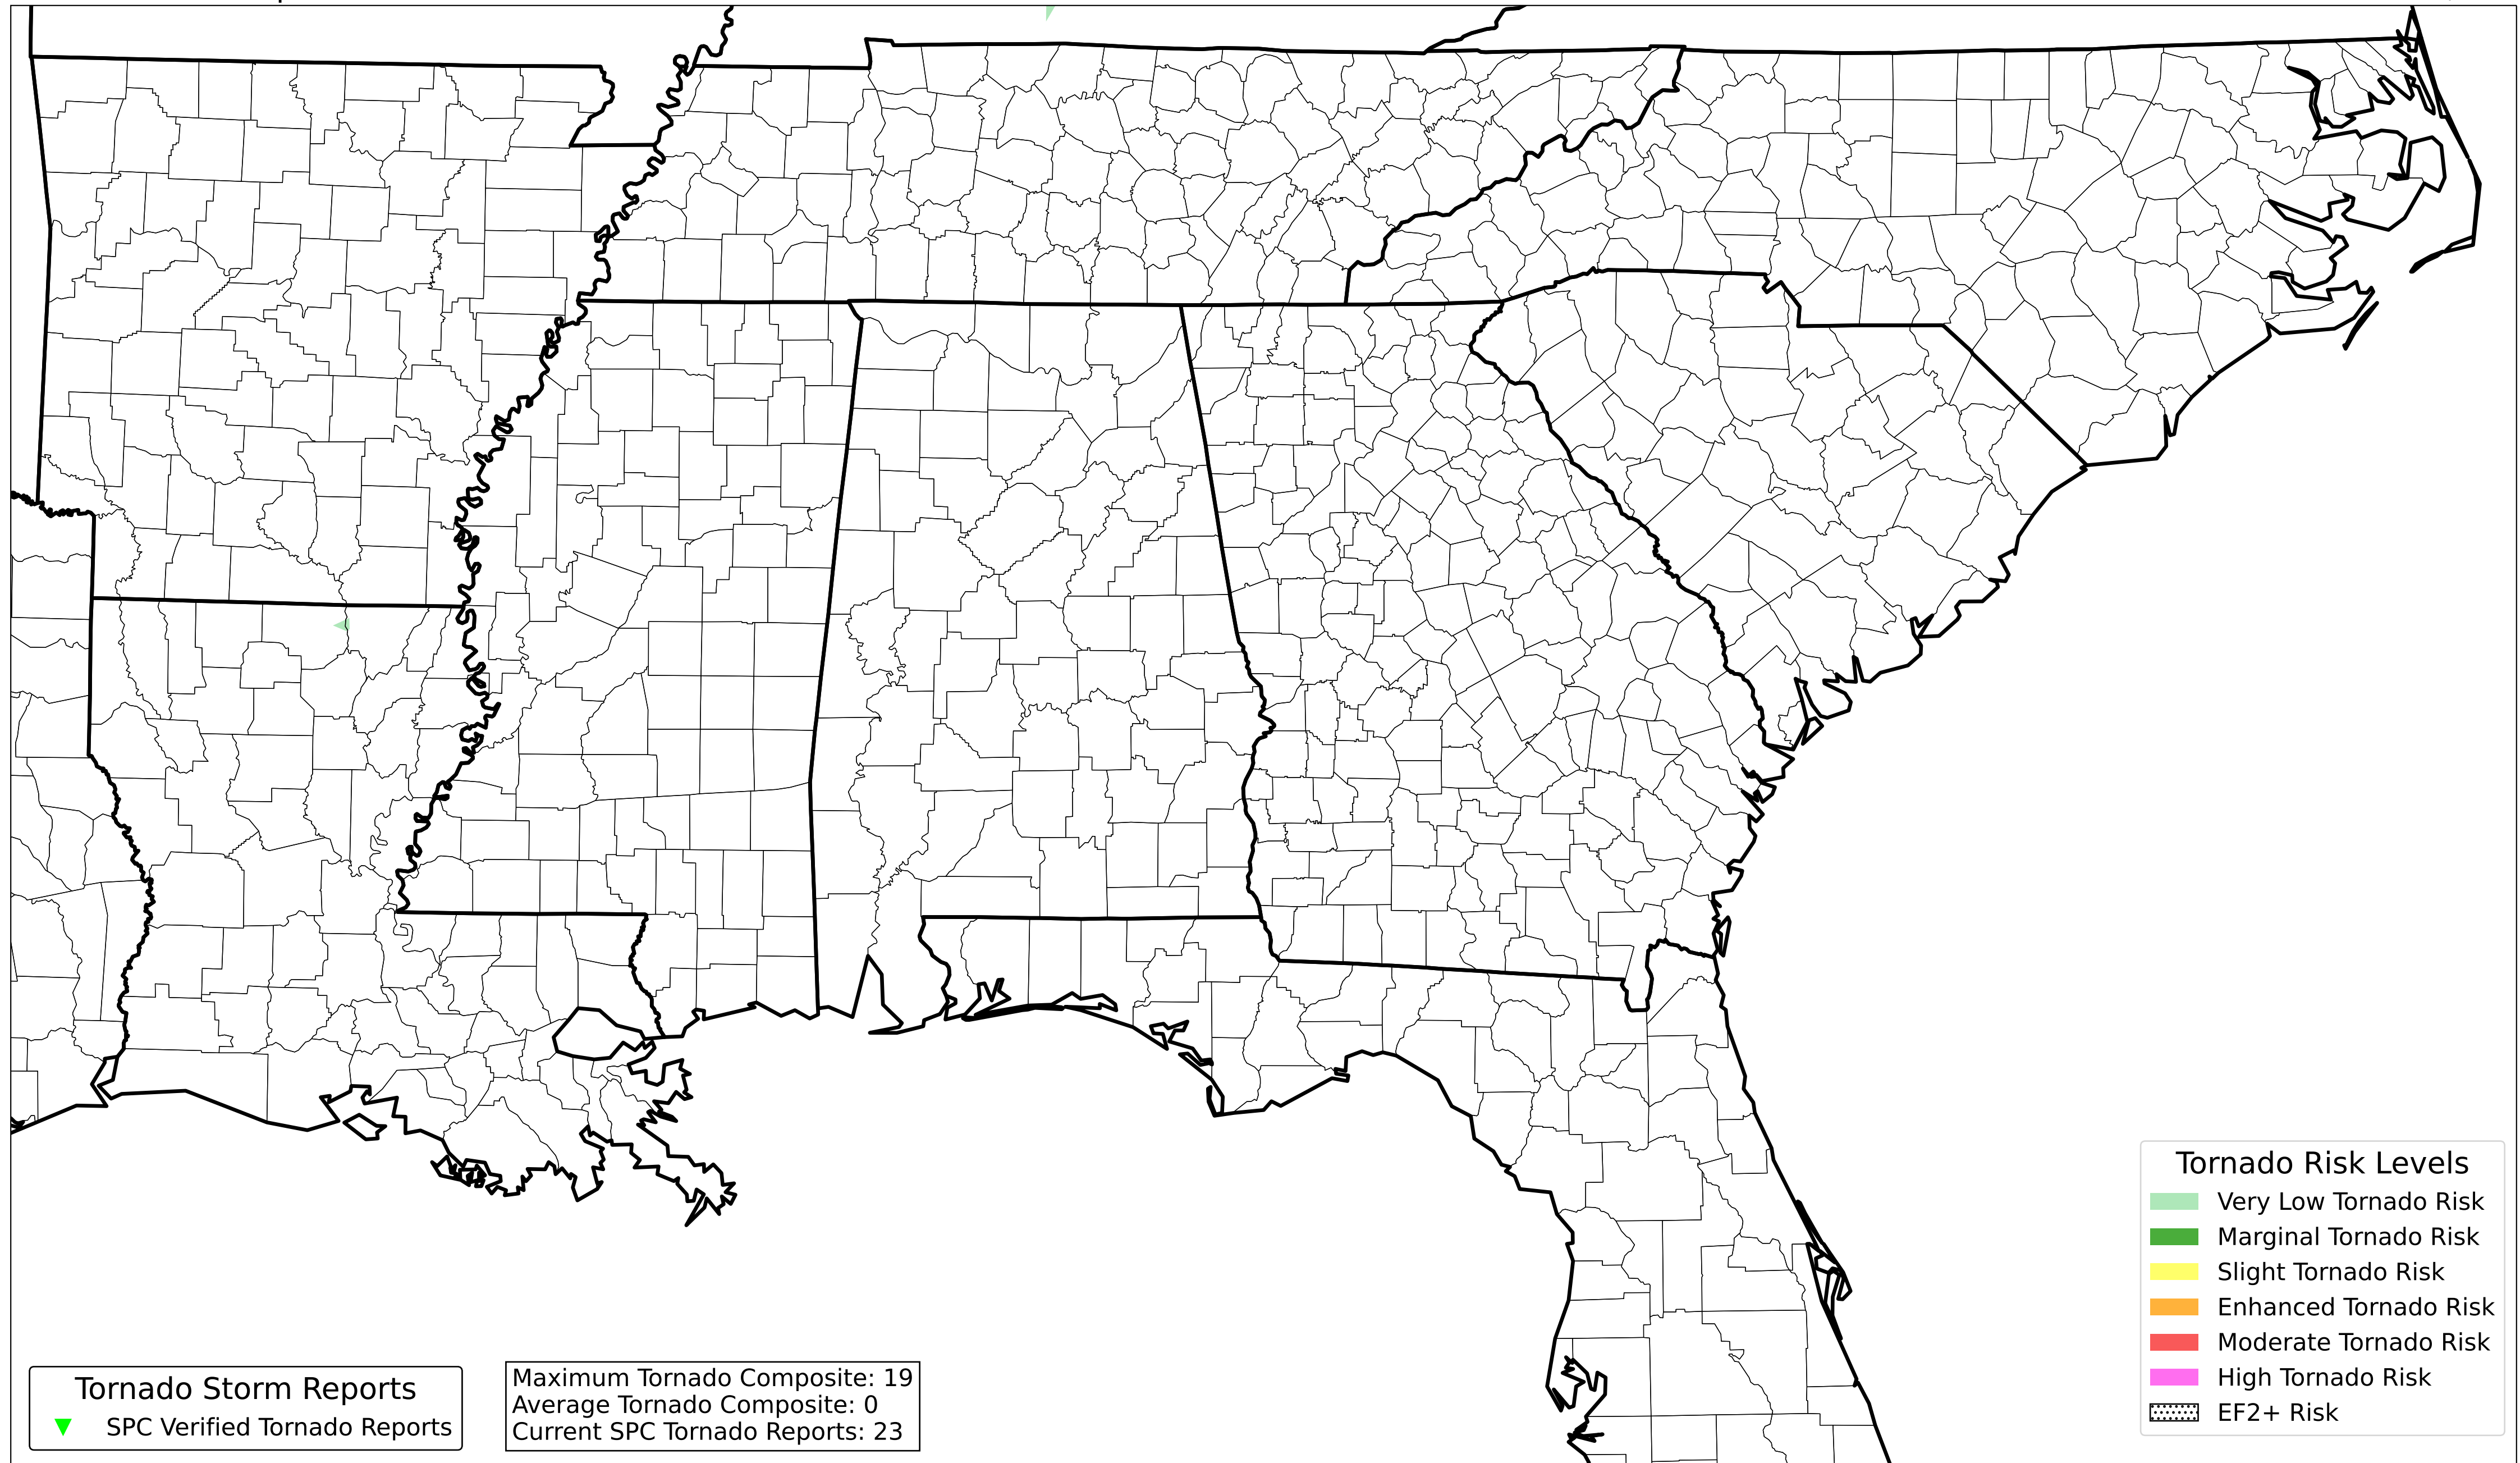 Tornado Risk Levels
Very Low Tornado Risk
Marginal Tornado Risk
Slight Tornado Risk
Enhanced Tornado Risk
Moderate Tornado Risk
High Tornado Risk
EF2+ Risk
Tornado Storm Reports
SPC Verified Tornado Reports
Maximum Tornado Composite: 19
Average Tornado Composite: 0
Current SPC Tornado Reports: 23